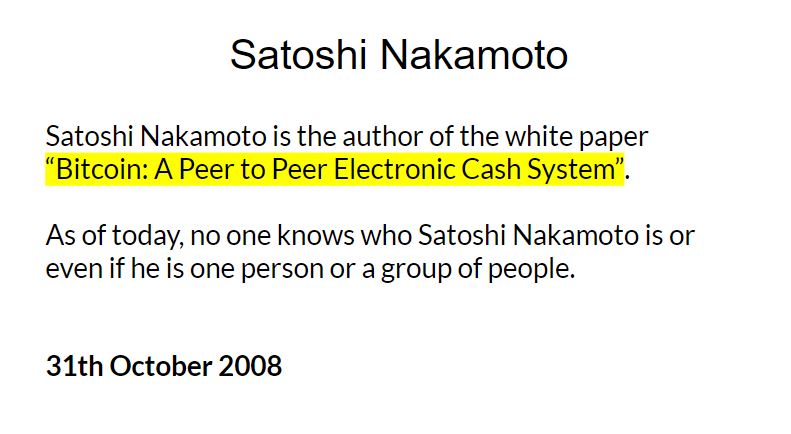 Satoshi Nakamoto
Satoshi Nakamoto is the author of the white paper
“Bitcoin: A Peer to Peer Electronic Cash System”.
As of today, no one knows who Satoshi Nakamoto is or
even if he is one person or a group of people.
31th October 2008